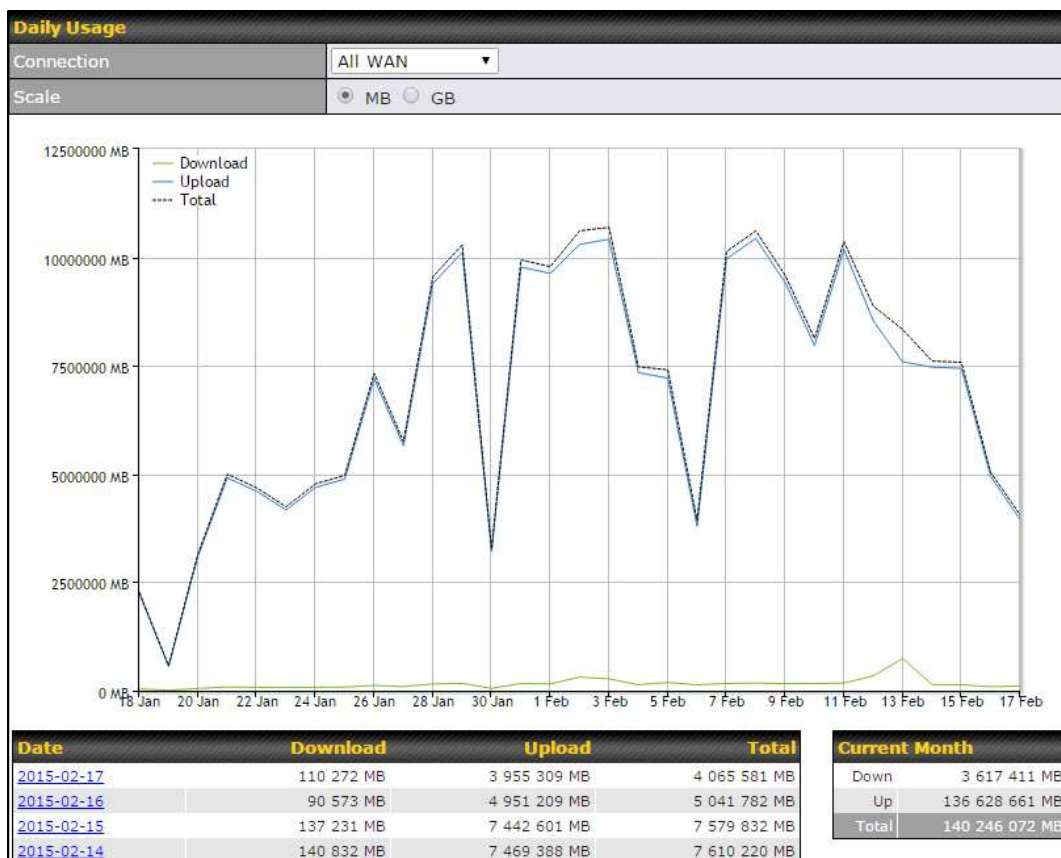 Daily Usage
Connection All WAN
Scale MB GB
12500000 MB
Download
Upload
Total
10000000 MB
7500000 MB
5000000 MB
2500000 MB
0 MB
18 Jan 20 Jan 22 Jan 24 Jan 26 Jan 28 Jan 30 Jan 1 Feb 3 Feb 5 Feb 7 Feb 9 Feb 11 Feb 13 Feb 15 Feb 17 Feb
Date Download Upload Total
2015-02-17 110 272 MB 3 955 309 MB 4 065 581 MB
2015-02-16 90 573 MB 4 951 209 MB 5 041 782 MB
2015-02-15 137 231 MB 7 442 601 MB 7 579 832 MB
2015-02-14 140 832 MB 7 469 388 MB 7 610 220 MB
Current Month
Down 3 617 411 MB
Up 136 628 661 MB
Total 140 246 072 MB